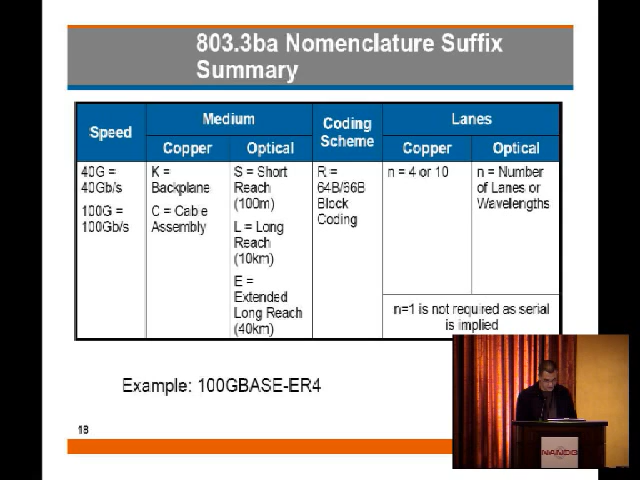 803.3ba Nomenclature Suffix
Summary
Speed
Medium
Coding
Scheme
Lanes
Copper
Optical
Copper
Optical
40G =
40Gb/s
100G =
100Gb/s
K =
Backplane
C = Cable
Assembly
S = Short
Reach
(100m)
L = Long
Reach
(10km)
E =
Extended
Long Reach
(40km)
R =
64B/66B
Block
Coding
n = 4 or 10
n = Number
of Lanes or
Wavelengths
n=1 is not required as serial
is implied
Example: 100GBASE-ER4
18
NANOG